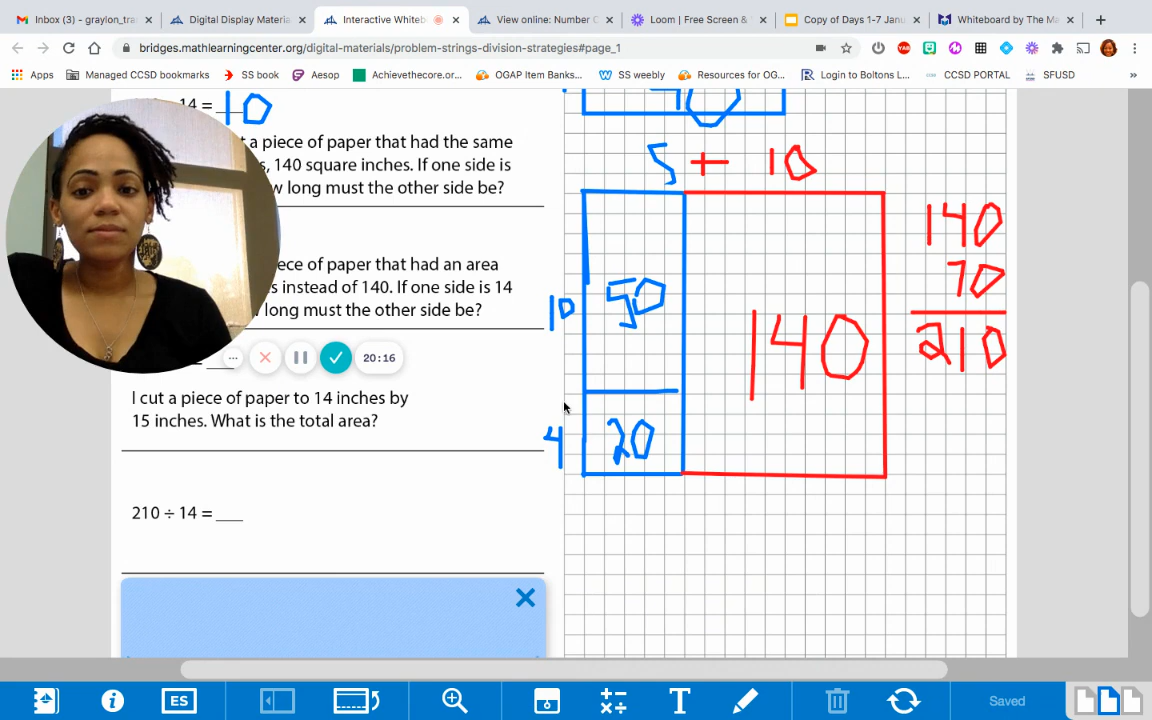 Inbox (3) - graylon_tra
Digital Display Materia
Interactive Whiteb
View online: Number C
Loom | Free Screen & S
Copy of Days 1-7 Janu
Whiteboard by The Ma
bridges.mathlearningcenter.org/digital-materials/problem-strings-division-strategies#page_1
Apps
Managed CCSD bookmarks
SS book
Aesop
Achievethecore.or...
OGAP Item Banks...
SS weekly
Resources for OG...
Login to Boltons L...
CCSD PORTAL
SFUSD
»
14 = 10
t a piece of paper that had the same
s, 140 square inches. If one side is
w long must the other side be?
ece of paper that had an area
s instead of 140. If one side is 14
long must the other side be?
20:16
I cut a piece of paper to 14 inches by
15 inches. What is the total area?
210 ÷ 14 = ___
40
5 + 10
10
50
140
4
20
140
70
210
ES
T
Saved